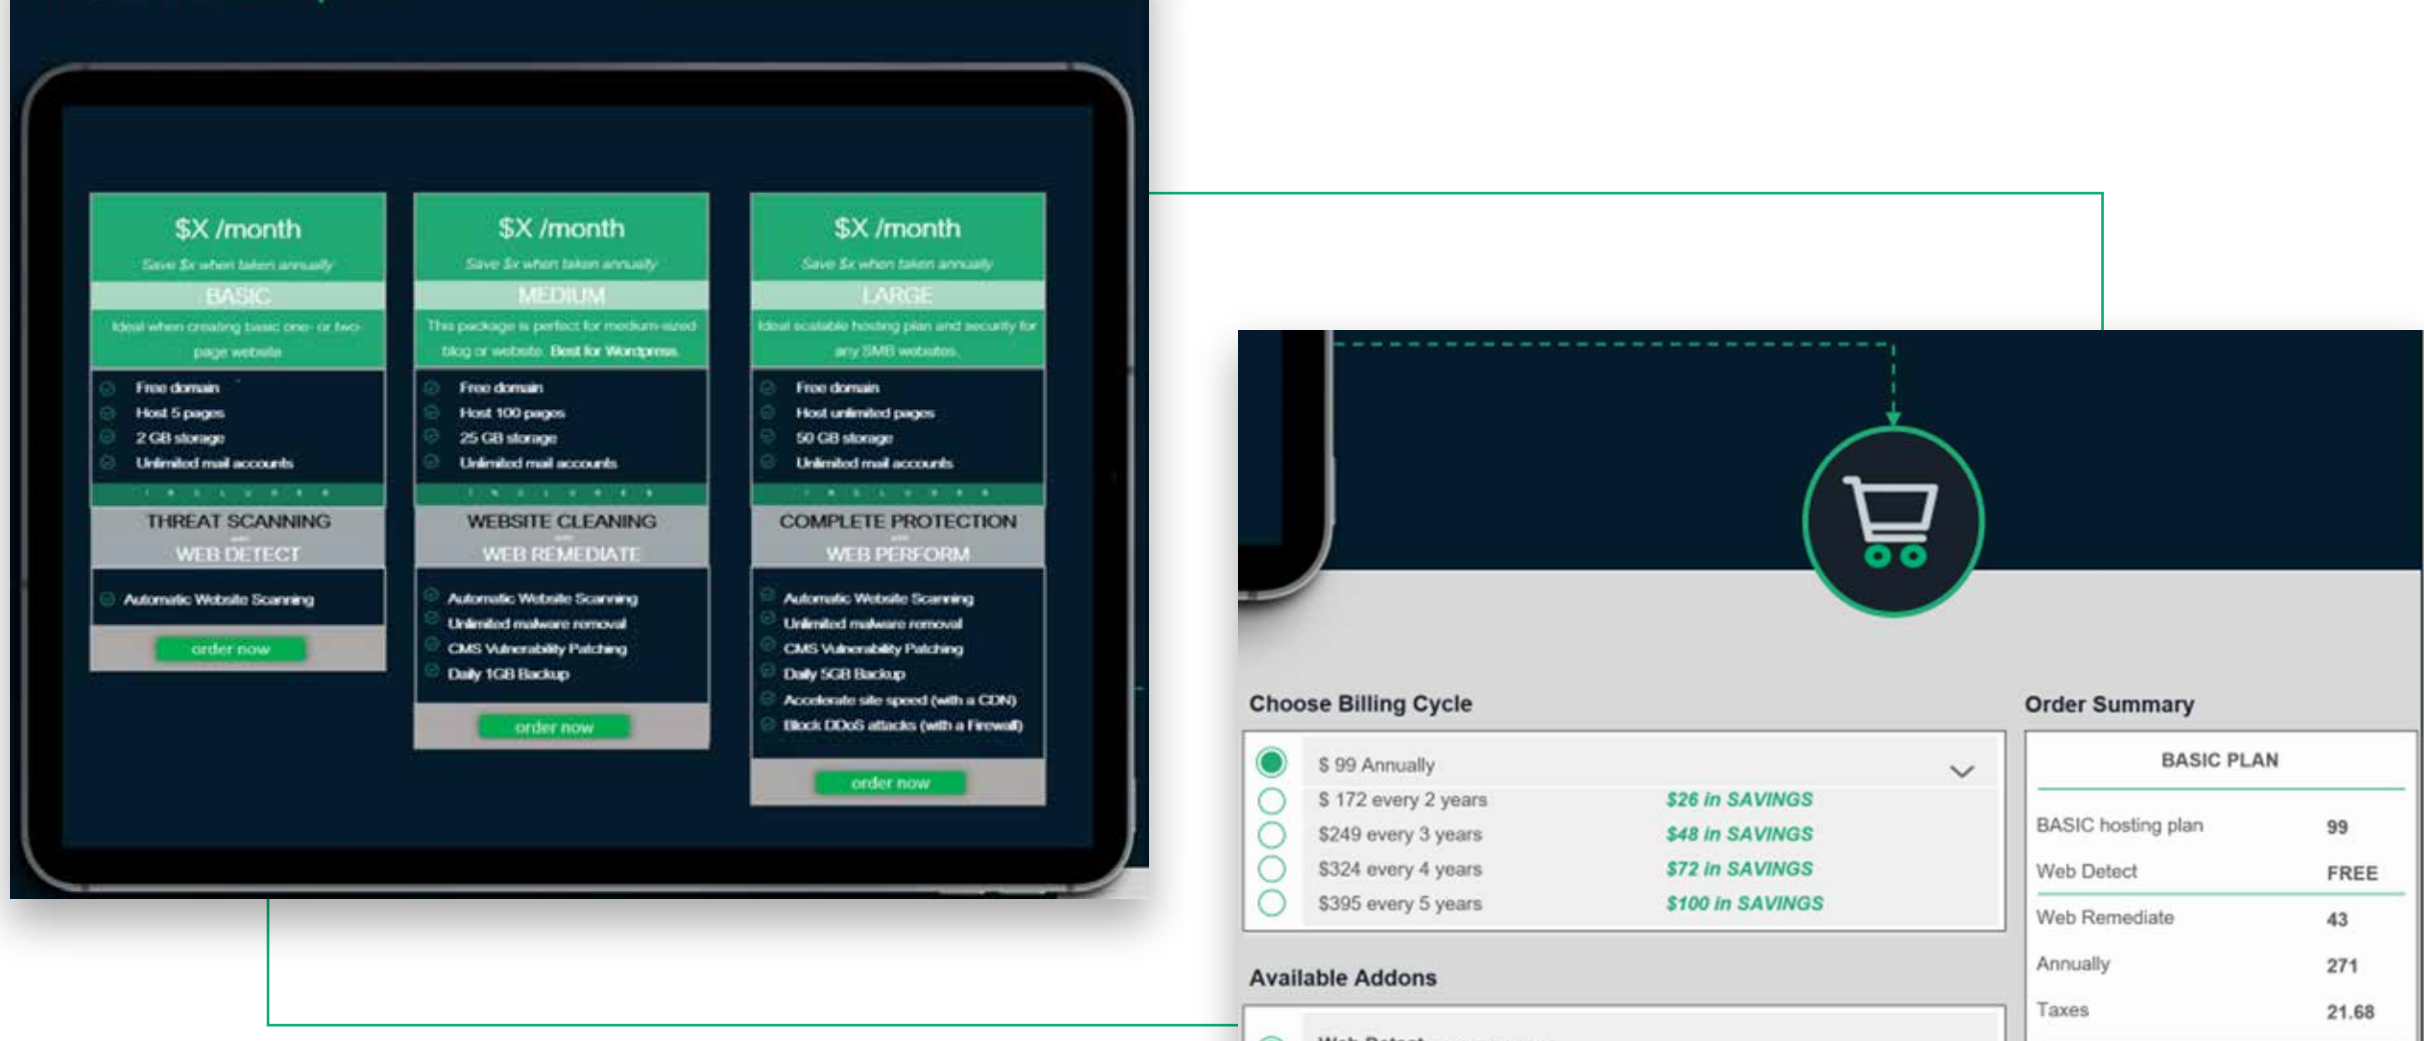 $X /month
Save $x when taken annually
BASIC
Ideal when creating basic one- or two-
page website
Free domain
Host 5 pages
2 GB storage
Unlimited mail accounts
INCLUDES
THREAT SCANNING
with
WEB DETECT
Automatic Website Scanning
order now
$X /month
Save $x when taken annually
MEDIUM
This package is perfect for medium-sized
blog or website. Best for Wordpress.
Free domain
Host 100 pages
25 GB storage
Unlimited mail accounts
INCLUDES
WEBSITE CLEANING
with
WEB REMEDIATE
Automatic Website Scanning
Unlimited malware removal
CMS Vulnerability Patching
Daily 1GB Backup
order now
$X /month
Save $x when taken annually
LARGE
Ideal scalable hosting plan and security for
any SMB websites.
Free domain
Host unlimited pages
50 GB storage
Unlimited mail accounts
INCLUDES
COMPLETE PROTECTION
with
WEB PERFORM
Automatic Website Scanning
Unlimited malware removal
CMS Vulnerability Patching
Daily 5GB Backup
Accelerate site speed (with a CDN)
Block DDoS attacks (with a Firewall)
order now
Choose Billing Cycle
$ 99 Annually
$ 172 every 2 years $26 in SAVINGS
$249 every 3 years $48 in SAVINGS
$324 every 4 years $72 in SAVINGS
$395 every 5 years $100 in SAVINGS
Available Addons
Web Detect
Order Summary
BASIC PLAN
BASIC hosting plan 99
Web Detect FREE
Web Remediate 43
Annually 271
Taxes 21.68